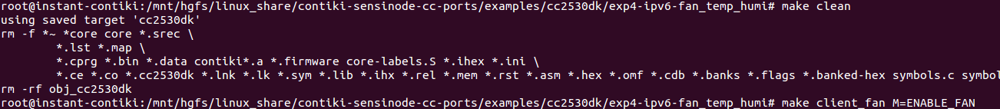 root@instant-contiki:/mnt/hgfs/linux_share/contiki-sensinode-cc-ports/examples/cc2530dk/exp4-ipv6-fan_temp_humi# make clean
using saved target 'cc2530dk'
rm -f *~ *core core *.srec \
*.lst *.map \
*.cprg *.bin *.data contiki*.a *.firmware core-labels.S *.ihex *.ini \
*.ce *.co *.cc2530dk *.lnk *.lk *.sym *.lib *.ihx *.rel *.mem *.rst *.asm *.hex *.omf *.cdb *.banks *.flags *.banked-hex symbols.c symbol
rm -rf obj_cc2530dk
root@instant-contiki:/mnt/hgfs/linux_share/contiki-sensinode-cc-ports/examples/cc2530dk/exp4-ipv6-fan_temp_humi# make client_fan M=ENABLE_FAN